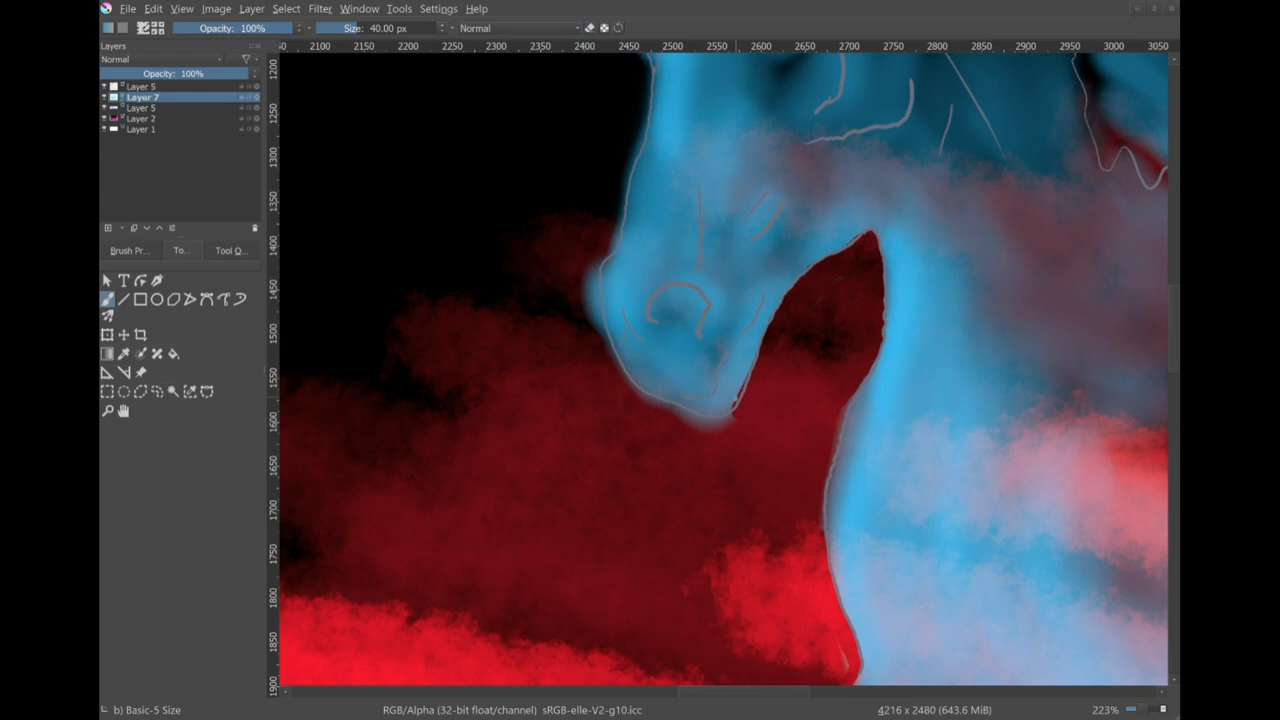 File Edit View Image Layer Select Filter Window Tools Settings Help
Opacity: 100% Size: 40.00 px Normal
Layers
50 2100 2150 2200 2250 2300 2350 2400 2450 2500 2550 2600 2650 2700 2750 2800 2850 2900 2950 3000 3050
Normal
Opacity: 100%
Layer 5
Layer 7
Layer 5
Layer 2
Layer 1
Brush Pr... To... Tool O...
1200
1250
1300
1350
1400
1450
1500
1550
1600
1650
1700
1750
1800
1850
1900
b) Basic-5 Size RGB/Alpha (32-bit float/channel) sRGB-elle-V2-g10.icc 4216 x 2480 (643.6 MiB) 223%